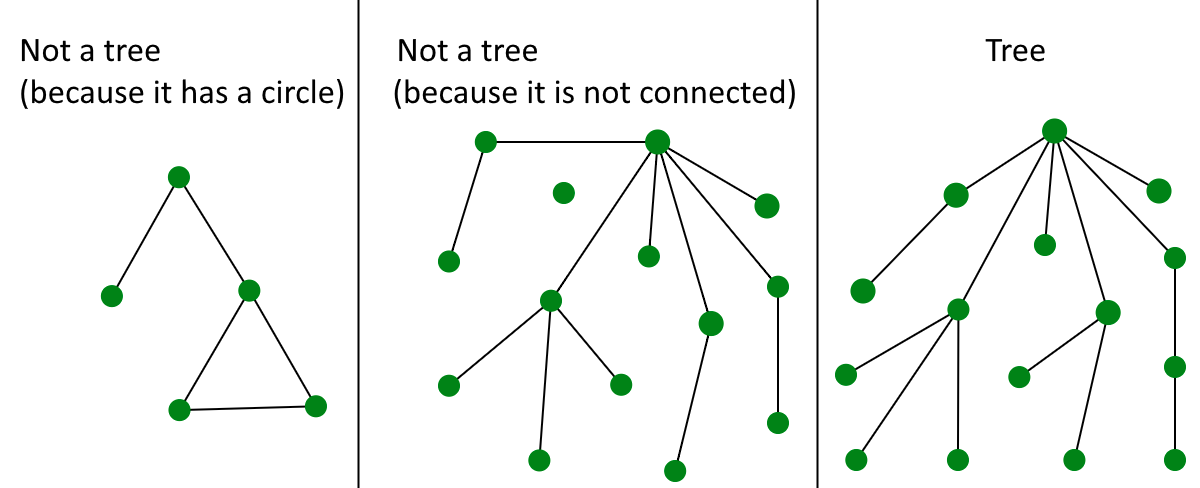 Not a tree
(because it has a circle)
Not a tree
(because it is not connected)
Tree